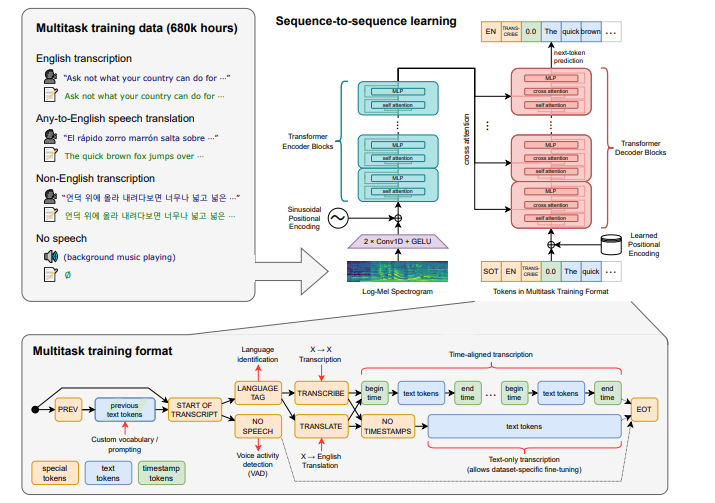 Multitask training data (680k hours)
English transcription
“Ask not what your country can do for ⋯”
Ask not what your country can do for ⋯
Any-to-English speech translation
“El rápido zorro marrón salta sobre ⋯”
The quick brown fox jumps over ⋯
Non-English transcription
“언덕 위에 올라 내려다보면 너무나 넓고 넓은 ⋯”
언덕 위에 올라 내려다보면 너무나 넓고 넓은 ⋯
No speech
(background music playing)
∅
Sequence-to-sequence learning
EN
TRANS-
CRIBE
0.0
The
quick
brown
⋯
next-token
prediction
MLP
self attention
⋮
MLP
self attention
MLP
self attention
Transformer
Encoder Blocks
Sinusoidal
Positional
Encoding
2 × Conv1D + GELU
Log-Mel Spectrogram
cross attention
⋮
MLP
cross attention
self attention
⋮
MLP
cross attention
self attention
MLP
cross attention
self attention
Transformer
Decoder Blocks
Learned
Positional
Encoding
SOT
EN
TRANS-
CRIBE
0.0
The
quick
⋯
Tokens in Multitask Training Format
Multitask training format
PREV
previous
text tokens
Custom vocabulary /
prompting
START OF
TRANSCRIPT
Language
identification
LANGUAGE
TAG
NO
SPEECH
Voice activity
detection
(VAD)
X → X
Transcription
TRANSCRIBE
TRANSLATE
X → English
Translation
Time-aligned transcription
begin
time
text tokens
end
time
⋯
begin
time
text tokens
end
time
NO
TIMESTAMPS
text tokens
Text-only transcription
(allows dataset-specific fine-tuning)
EOT
special
tokens
text
tokens
timestamp
tokens